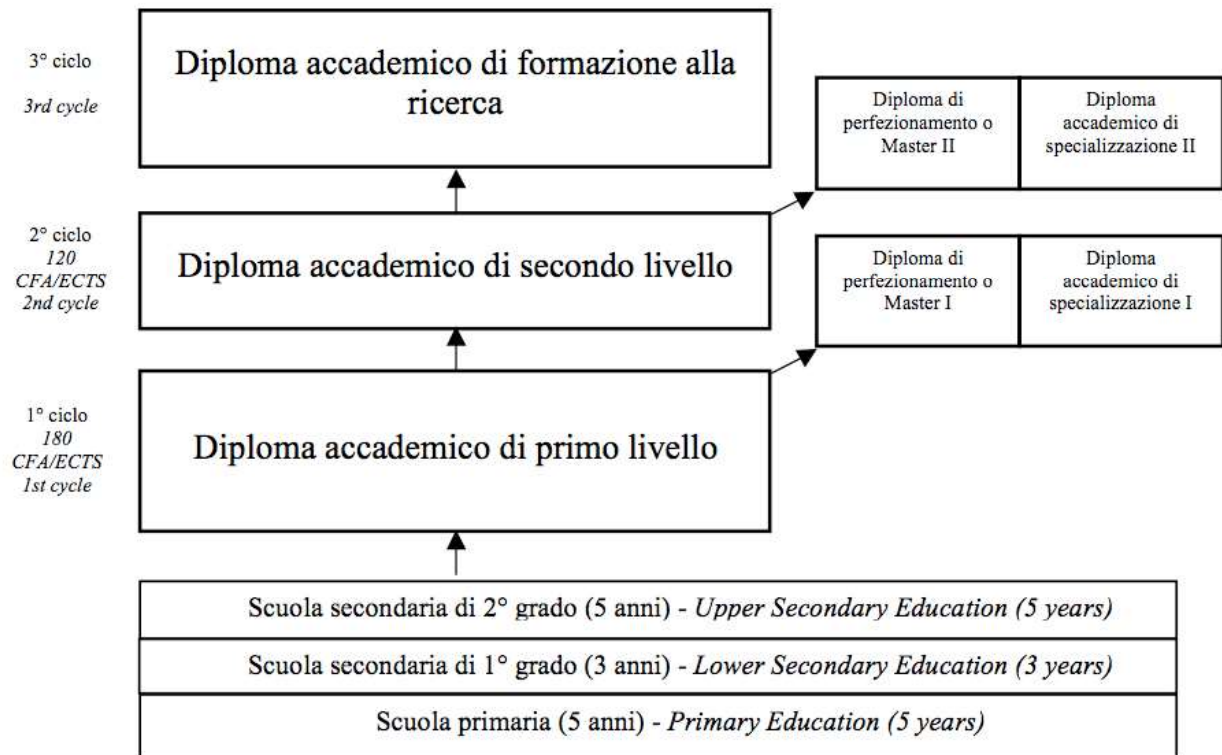 3° ciclo
3rd cycle
Diploma accademico di formazione alla
ricerca
Diploma di
perfezionamento o
Master II
Diploma
accademico di
specializzazione II
2° ciclo
120
CFA/ECTS
2nd cycle
Diploma accademico di secondo livello
Diploma di
perfezionamento o
Master I
Diploma
accademico di
specializzazione I
1° ciclo
180
CFA/ECTS
1st cycle
Diploma accademico di primo livello
Scuola secondaria di 2° grado (5 anni) - Upper Secondary Education (5 years)
Scuola secondaria di 1° grado (3 anni) - Lower Secondary Education (3 years)
Scuola primaria (5 anni) - Primary Education (5 years)